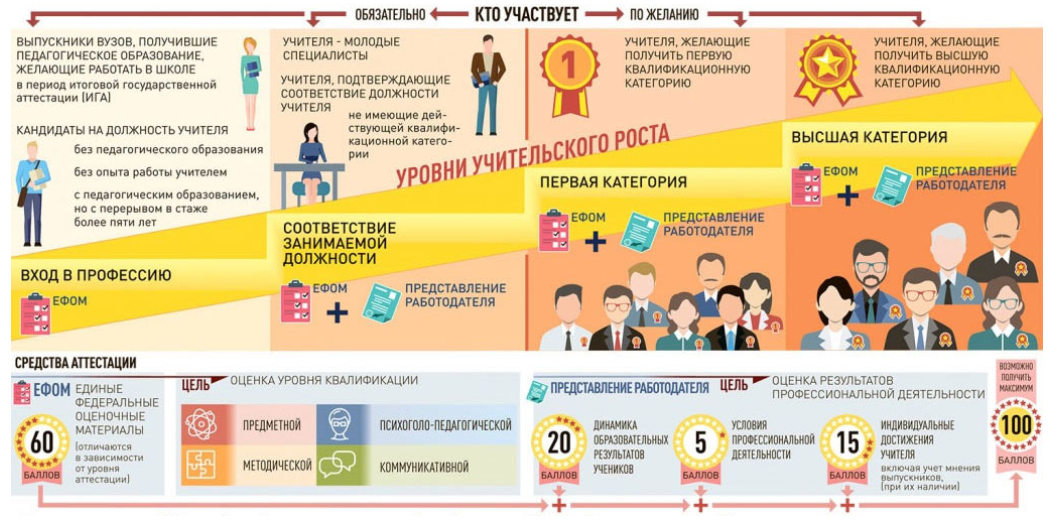 ОБЯЗАТЕЛЬНО
КТО УЧАСТВУЕТ
ПО ЖЕЛАНИЮ
ВЫПУСКНИКИ ВУЗОВ, ПОЛУЧИВШИЕ
ПЕДАГОГИЧЕСКОЕ ОБРАЗОВАНИЕ,
ЖЕЛАЮЩИЕ РАБОТАТЬ В ШКОЛЕ
в период итоговой государственной
аттестации (ИГА)
КАНДИДАТЫ НА ДОЛЖНОСТЬ УЧИТЕЛЯ
без педагогического образования
без опыта работы учителем
с педагогическим образованием,
но с перерывом в стаже
более пяти лет
УЧИТЕЛЯ - МОЛОДЫЕ
СПЕЦИАЛИСТЫ
УЧИТЕЛЯ, ПОДТВЕРЖДАЮЩИЕ
СООТВЕТСТВИЕ ДОЛЖНОСТИ
УЧИТЕЛЯ
не имеющие дей-
ствующей квалифи-
кационной катего-
рии
1
УЧИТЕЛЯ, ЖЕЛАЮЩИЕ
ПОЛУЧИТЬ ПЕРВУЮ
КВАЛИФИКАЦИОННУЮ
КАТЕГОРИЮ
УЧИТЕЛЯ, ЖЕЛАЮЩИЕ
ПОЛУЧИТЬ ВЫСШУЮ
КВАЛИФИКАЦИОННУЮ
КАТЕГОРИЮ
УРОВНИ УЧИТЕЛЬСКОГО РОСТА
ВХОД В ПРОФЕССИЮ
ЕФОМ
СООТВЕТСТВИЕ
ЗАНИМАЕМОЙ
ДОЛЖНОСТИ
ЕФОМ
+
ПРЕДСТАВЛЕНИЕ
РАБОТОДАТЕЛЯ
ПЕРВАЯ КАТЕГОРИЯ
ЕФОМ
+
ПРЕДСТАВЛЕНИЕ
РАБОТОДАТЕЛЯ
ВЫСШАЯ КАТЕГОРИЯ
ЕФОМ
+
ПРЕДСТАВЛЕНИЕ
РАБОТОДАТЕЛЯ
СРЕДСТВА АТТЕСТАЦИИ
ЕФОМ
ЕДИНЫЕ
ФЕДЕРАЛЬНЫЕ
ОЦЕНОЧНЫЕ
МАТЕРИАЛЫ
(отличаются
в зависимости
от уровня
аттестации)
60
БАЛЛОВ
ЦЕЛЬ
ОЦЕНКА УРОВНЯ КВАЛИФИКАЦИИ
ПРЕДМЕТНОЙ
ПСИХОЛОГО-ПЕДАГОГИЧЕСКОЙ
МЕТОДИЧЕСКОЙ
КОММУНИКАТИВНОЙ
ПРЕДСТАВЛЕНИЕ РАБОТОДАТЕЛЯ
ЦЕЛЬ
ОЦЕНКА РЕЗУЛЬТАТОВ
ПРОФЕССИОНАЛЬНОЙ ДЕЯТЕЛЬНОСТИ
20
БАЛЛОВ
ДИНАМИКА
ОБРАЗОВАТЕЛЬНЫХ
РЕЗУЛЬТАТОВ
УЧЕНИКОВ
5
БАЛЛОВ
УСЛОВИЯ
ПРОФЕССИОНАЛЬНОЙ
ДЕЯТЕЛЬНОСТИ
15
БАЛЛОВ
ИНДИВИДУАЛЬНЫЕ
ДОСТИЖЕНИЯ
УЧИТЕЛЯ
включая учет мнения
выпускников,
(при их наличии)
ВОЗМОЖНО
ПОЛУЧИТЬ
МАКСИМУМ
100
БАЛЛОВ
+
+
+